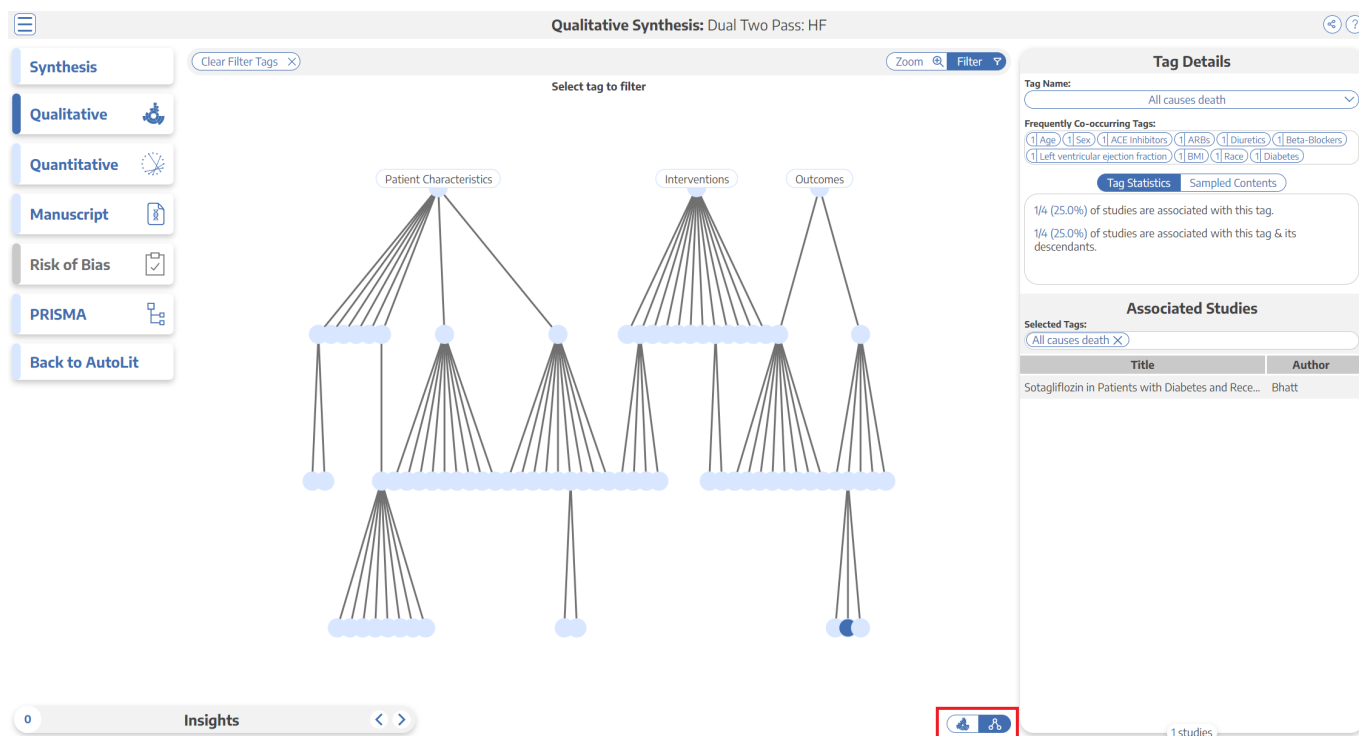 Qualitative Synthesis: Dual Two Pass: HF
?
Synthesis
Qualitative
Quantitative
Manuscript
Risk of Bias
PRISMA
Back to AutoLit
Clear Filter Tags X
Zoom
Filter
Select tag to filter
Patient Characteristics
Interventions
Outcomes
0
Insights
Tag Details
Tag Name:
All causes death
Frequently Co-occurring Tags:
1 Age 1 Sex 1 ACE Inhibitors 1 ARBs 1 Diuretics 1 Beta-Blockers
1 Left ventricular ejection fraction 1 BMI 1 Race 1 Diabetes
Tag Statistics Sampled Contents
1/4 (25.0%) of studies are associated with this tag.
1/4 (25.0%) of studies are associated with this tag & its
descendants.
Associated Studies
Selected Tags:
All causes death X
Title Author
Sotagliflozin in Patients with Diabetes and Rece... Bhatt
1 studies